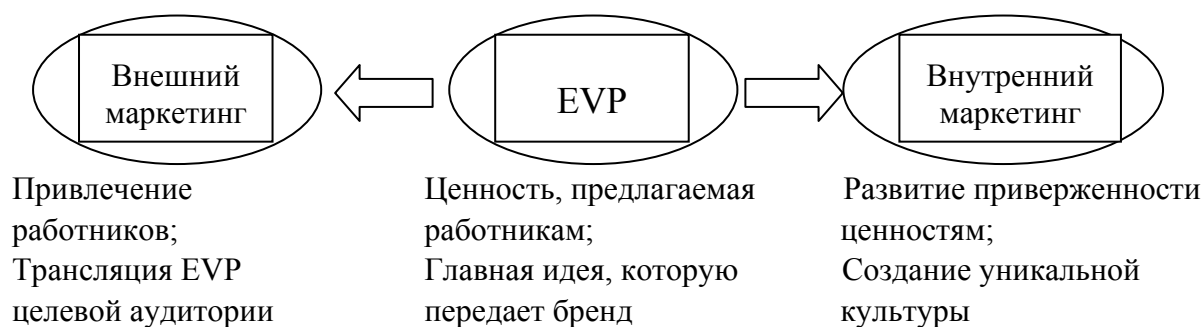 Внешний
маркетинг
EVP
Внутренний
маркетинг
Привлечение
работников;
Трансляция EVP
целевой аудитории
Ценность, предлагаемая
работникам;
Главная идея, которую
передает бренд
Развитие приверженности
ценностям;
Создание уникальной
культуры